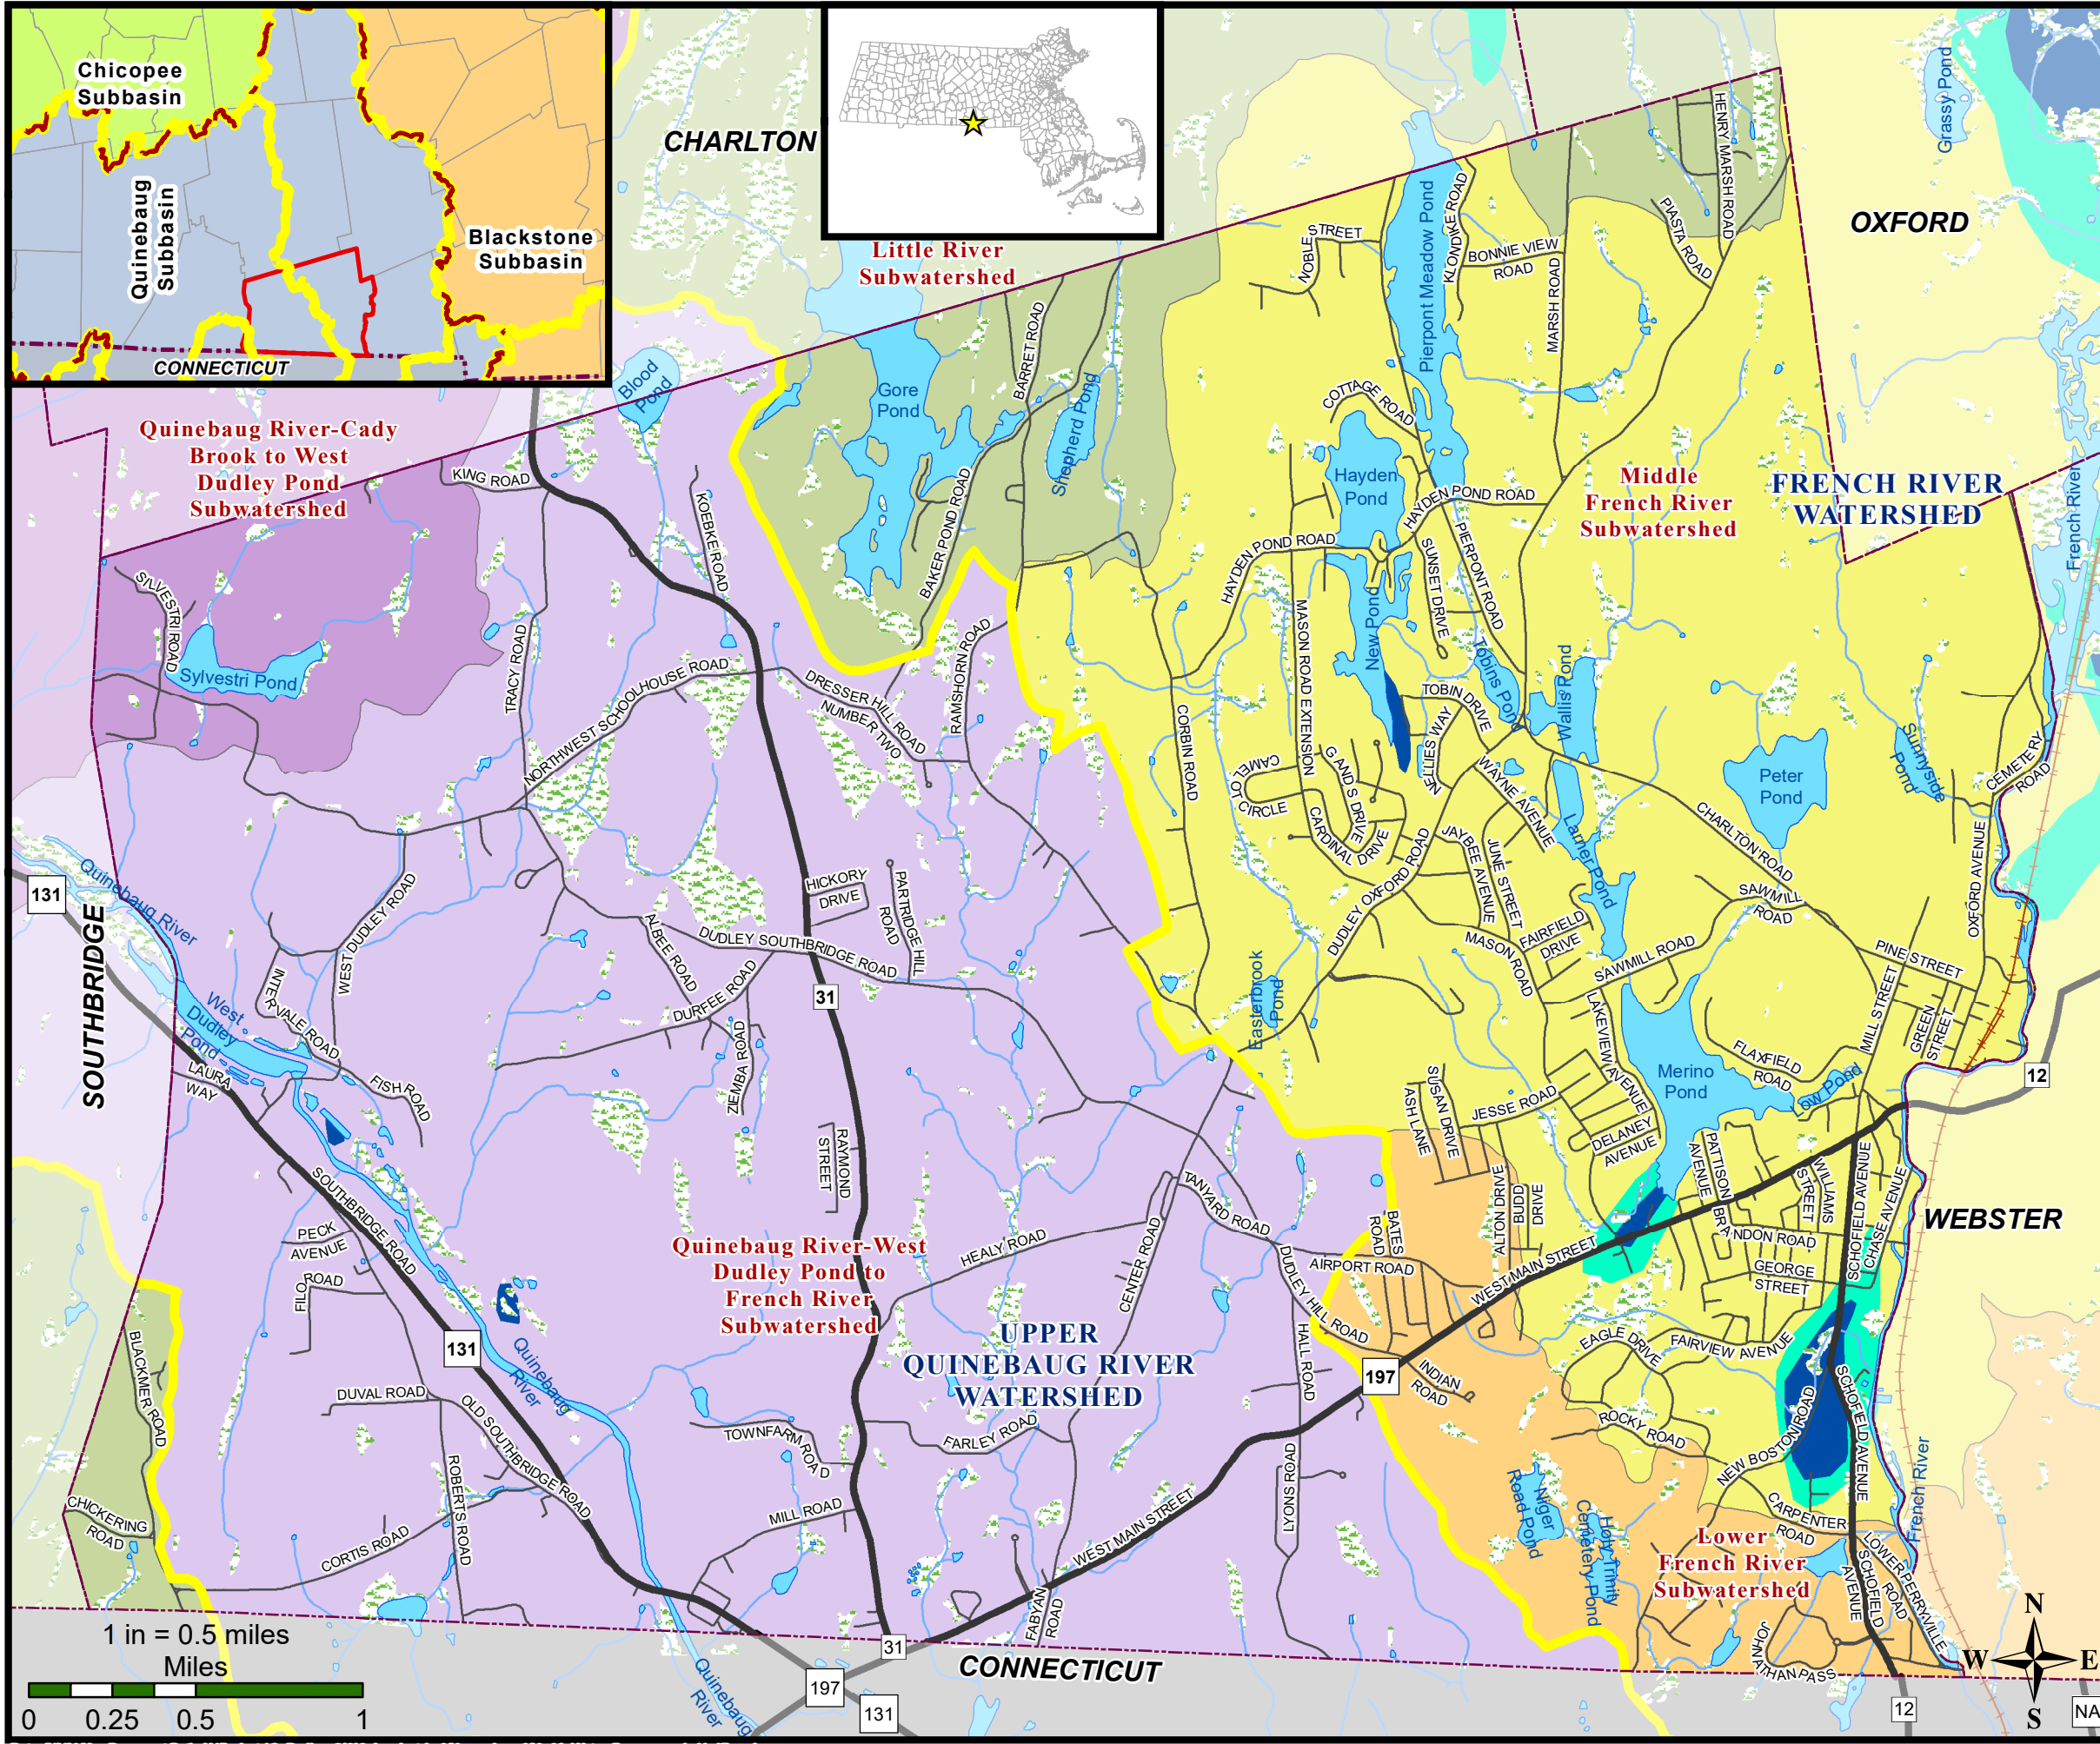 Chicopee
Subbasin
Quinebaug
Subbasin
Blackstone
Subbasin
CONNECTICUT
CHARLTON
OXFORD
Grassy Pond
Little River
Subwatershed
HENRY MARSH ROAD
PIASTA ROAD
Pierpont Meadow Pond
KLONDIKE ROAD
BONNIE VIEW
ROAD
MARSH ROAD
NOBLE
STREET
BARRET ROAD
Blood
Pond
Gore
Pond
Shepherd Pond
COTTAGE ROAD
Quinebaug River-Cady
Brook to West
Dudley Pond
Subwatershed
KING ROAD
KOEBKE ROAD
BAKER POND ROAD
Hayden
Pond
HAYDEN POND ROAD
HAYDEN POND ROAD
Middle
French River
Subwatershed
FRENCH RIVER
WATERSHED
French River
SILVESTRI ROAD
Sylvestri Pond
TRACY ROAD
NORTHWEST SCHOOLHOUSE ROAD
DRESSER HILL ROAD
NUMBER TWO
RAMSHORN ROAD
CORBIN ROAD
MASON ROAD EXTENSION
New Pond
SUNSET DRIVE
PIERPONT ROAD
Tobins Pond
Wallis Pond
TOBIN DRIVE
NELLIES WAY
WAYNE AVENUE
CAMELOT
CIRCLE
G AND S DRIVE
CARDINAL DRIVE
Peter
Pond
Sunnyside
Pond
CEMETERY
ROAD
OXFORD AVENUE
Larner Pond
CHARLTON ROAD
JAYBEE AVENUE
JUNE STREET
DUDLEY OXFORD ROAD
SAWMILL
ROAD
131
Quinebaug River
SOUTHBRIDGE
WEST DUDLEY ROAD
HICKORY
DRIVE
PARTRIDGE HILL
ROAD
ALBEE ROAD
DUDLEY SOUTHBRIDGE ROAD
DURFEE ROAD
31
MASON ROAD
FAIRFIELD
DRIVE
SAWMILL ROAD
PINE STREET
MILL STREET
GREEN
STREET
Easterbrook
Pond
INTERVALE ROAD
West
Dudley
Pond
LAURA
WAY
FISH ROAD
ZIEMBA ROAD
LAKEVIEW AVENUE
Merino
Pond
FLAXFIELD
ROAD
Low Pond
12
RAYMOND
STREET
ASH LANE
SUSAN DRIVE
JESSE ROAD
DELANEY
AVENUE
PATTISON
AVENUE
WILLIAMS
STREET
SCHOFIELD AVENUE
CHASE AVENUE
WEBSTER
SOUTHBRIDGE ROAD
PECK
AVENUE
FILO
ROAD
TANYARD ROAD
HEALY ROAD
CENTER ROAD
DUDLEY HILL ROAD
BATES
ROAD
AIRPORT ROAD
ALTON DRIVE
BUDD
DRIVE
WEST MAIN STREET
BRANDON ROAD
GEORGE
STREET
Quinebaug River-West
Dudley Pond to
French River
Subwatershed
UPPER
QUINEBAUG RIVER
WATERSHED
131
Quinebaug
River
BLACKMER ROAD
DUVAL ROAD
OLD SOUTHBRIDGE ROAD
HALL ROAD
197
INDIAN
ROAD
EAGLE DRIVE
FAIRVIEW AVENUE
ROCKY ROAD
NEW BOSTON ROAD
SCHOFIELD AVENUE
TOWNFARM ROAD
FARLEY ROAD
LYONS ROAD
ROBERTS ROAD
CHICKERING
ROAD
CORTIS ROAD
MILL ROAD
WEST MAIN STREET
FABYAN
ROAD
Niger
Road Pond
Holy Trinity
Cemetery Pond
CARPENTER
ROAD
Lower
French River
Subwatershed
French River
LOWER PERRYVILLE
ROAD
SCHOFIELD
AVENUE
JONATHAN PASS
1 in = 0.5 miles
Miles
0 0.25 0.5 1
Quinebaug
River
31
CONNECTICUT
197
131
12
N
W E
S
NA